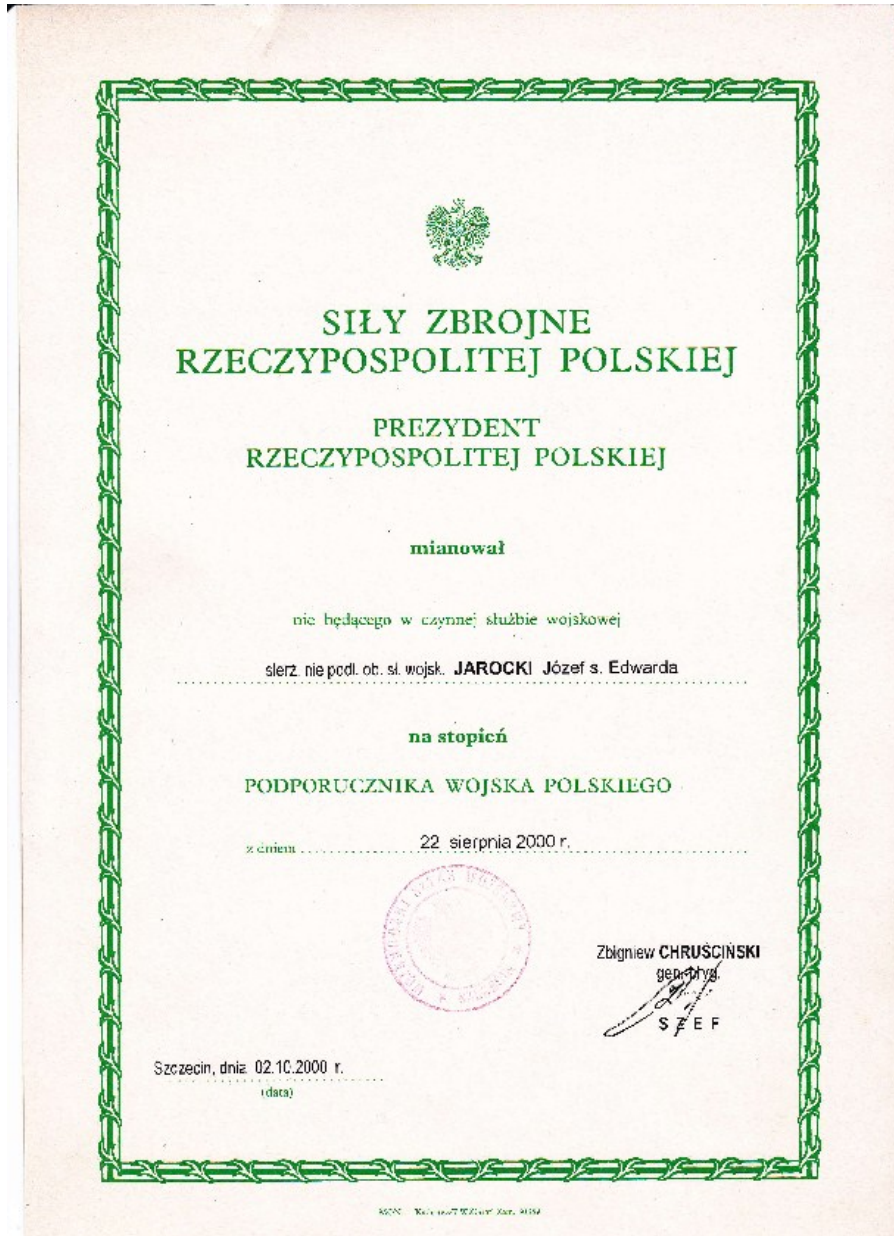 SIŁY ZBROJNE
RZECZYPOSPOLITEJ POLSKIEJ
PREZYDENT
RZECZYPOSPOLITEJ POLSKIEJ
mianował
nie będącego w czynnej służbie wojskowej
sierż. nie podl. ob. sł. wojsk. JAROCKI Józef s. Edwarda
na stopień
PODPORUCZNIKA WOJSKA POLSKIEGO
z dniem 22 sierpnia 2000 r.
Zbigniew CHRUŚCIŃSKI
gen. bryg.
SZEF
Szczecin, dnia 02.10.2000 r.
(data)